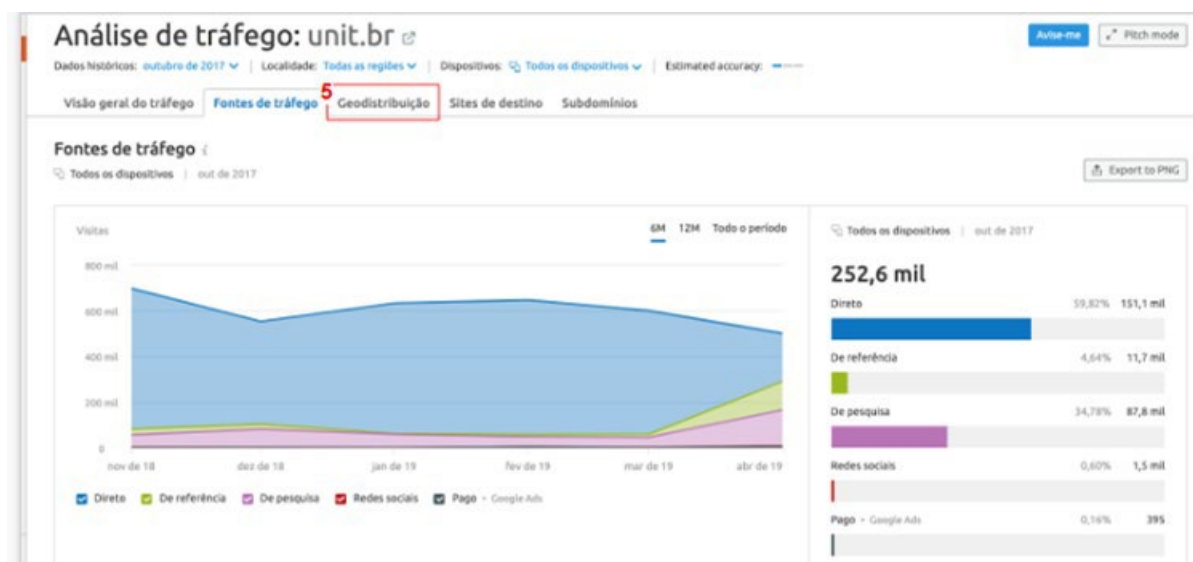 Análise de tráfego: unit.br
Avise-me
Pitch mode
Dados históricos: outubro de 2017 | Localidade: Todas as regiões | Dispositivos: Todos os dispositivos | Estimated accuracy:
5
Visão geral do tráfego Fontes de tráfego Geodistribuição Sites de destino Subdomínios
Fontes de tráfego i
Todos os dispositivos | out de 2017
Export to PNG
Visitas
6M 12M Todo o período
800 mil
600 mil
400 mil
200 mil
0
nov de 18 dez de 18 jan de 19 fev de 19 mar de 19 abr de 19
Direto De referência De pesquisa Redes sociais Pago • Google Ads
Todos os dispositivos | out de 2017
252,6 mil
Direto 59,82% 151,1 mil
De referência 4,64% 11,7 mil
De pesquisa 34,78% 87,8 mil
Redes sociais 0,60% 1,5 mil
Pago • Google Ads 0,16% 395